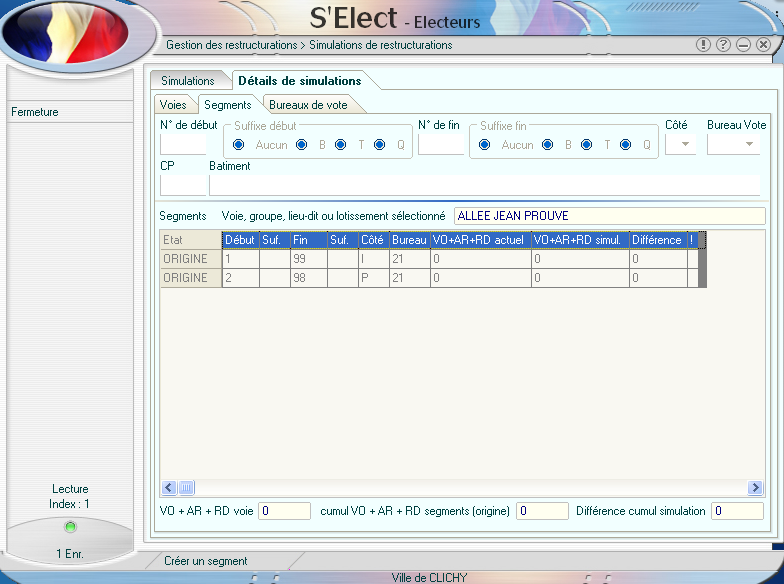 S'Elect - Electeurs
Gestion des restructurations > Simulations de restructurations
Fermeture
Simulations Détails de simulations
Voies Segments Bureaux de vote
N° de début Suffixe début N° de fin Suffixe fin Côté Bureau Vote
Aucun B T Q Aucun B T Q
CP Batiment
Segments Voie, groupe, lieu-dit ou lotissement sélectionné ALLEE JEAN PROUVE
Etat Début Suf. Fin Suf. Côté Bureau VO+AR+RD actuel VO+AR+RD simul. Différence !
ORIGINE 1 99 I 21 0 0 0
ORIGINE 2 98 P 21 0 0 0
VO + AR + RD voie 0 cumul VO + AR + RD segments (origine) 0 Différence cumul simulation 0
Lecture
Index : 1
1 Enr.
Créer un segment
Ville de CLICHY